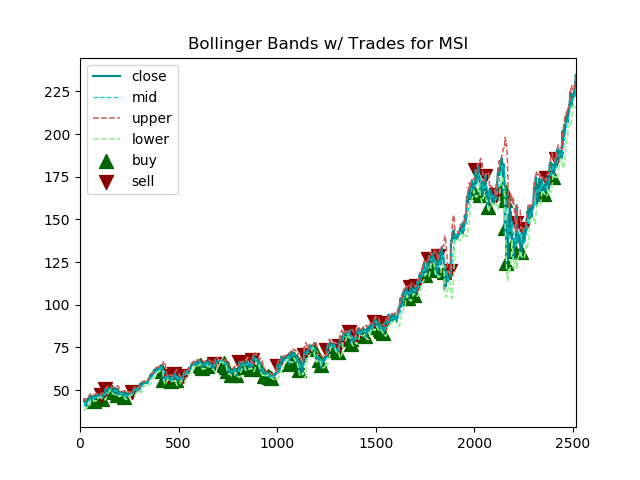 Bollinger Bands w/ Trades for MSI
close
mid
upper
lower
buy
sell
225
200
175
150
125
100
75
50
0 500 1000 1500 2000 2500